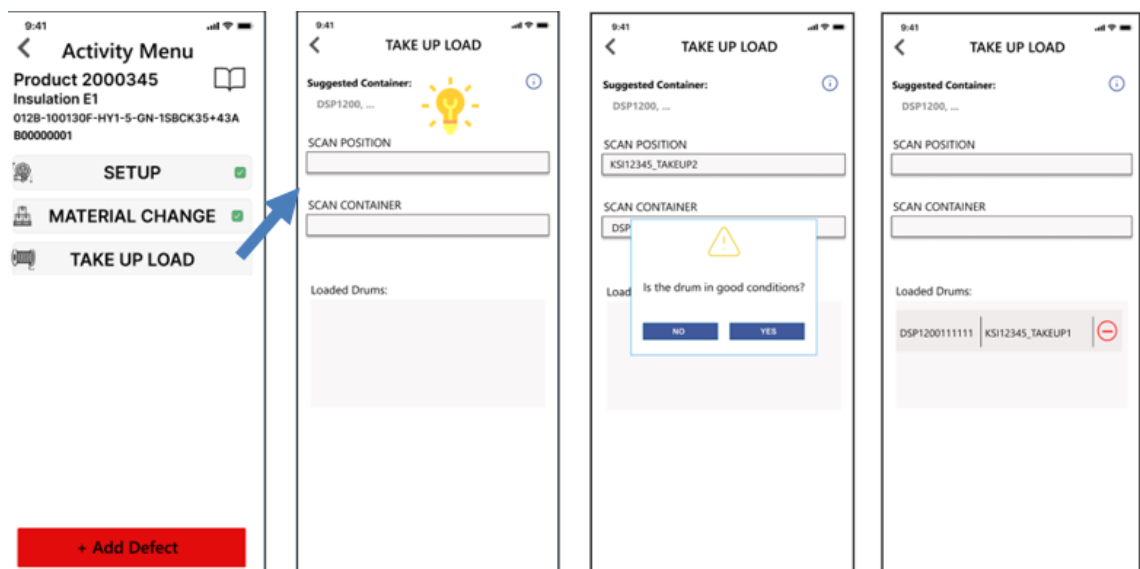 9:41
Activity Menu
Product 2000345
Insulation E1
012B-100130F-HY1-5-GN-1SBCK35+43A
B00000001
SETUP
MATERIAL CHANGE
TAKE UP LOAD
+ Add Defect
9:41
TAKE UP LOAD
Suggested Container:
DSP1200, ...
SCAN POSITION
SCAN CONTAINER
Loaded Drums:
9:41
TAKE UP LOAD
Suggested Container:
DSP1200, ...
SCAN POSITION
KSI12345_TAKEUP2
SCAN CONTAINER
DSP
Is the drum in good conditions?
Load
NO YES
9:41
TAKE UP LOAD
Suggested Container:
DSP1200, ...
SCAN POSITION
SCAN CONTAINER
Loaded Drums:
DSP1200111111 KSI12345_TAKEUP1